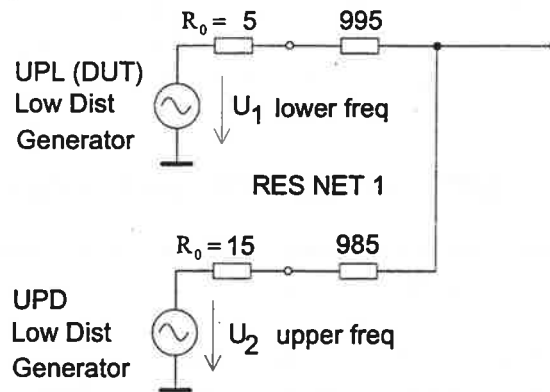 R₀ = 5 995
UPL (DUT)
Low Dist
Generator
U₁ lower freq
RES NET 1
R₀ = 15 985
UPD
Low Dist
Generator
U₂ upper freq